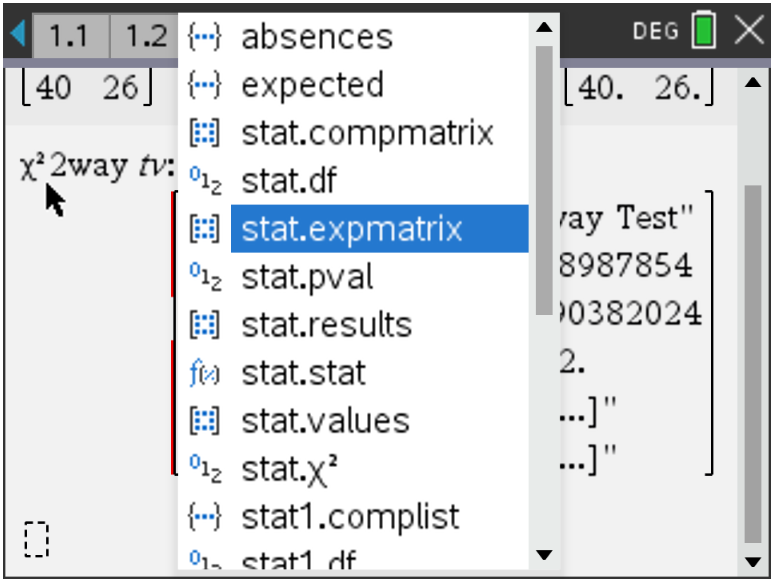 1.1 1.2 DEG
[40 26] [40. 26.]
χ²2way tv:
absences
expected
stat.compmatrix
stat.df
stat.expmatrix
stat.pval
stat.results
stat.stat
stat.values
stat.χ²
stat1.complist
stat1.df
way Test"
8987854
90382024
2.
...]"
...]"